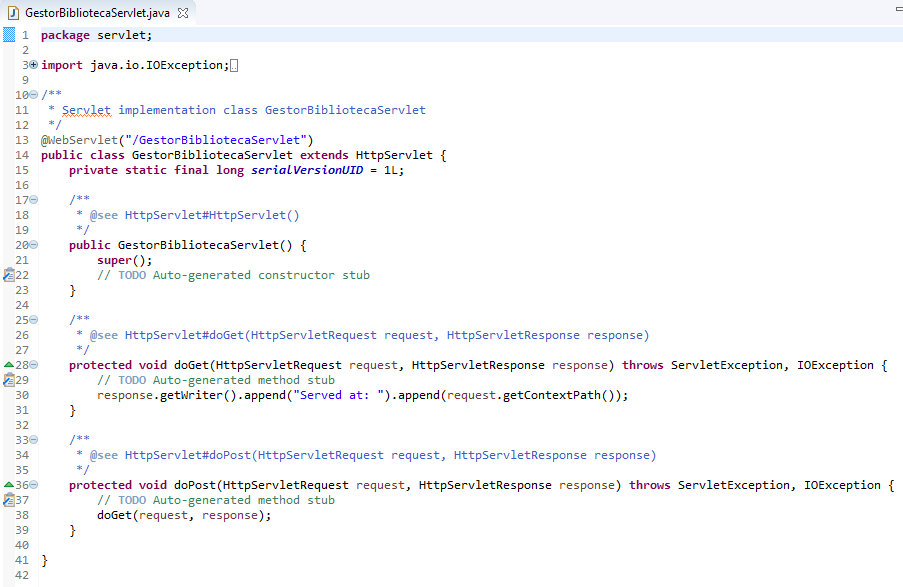 GestorBibliotecaServlet.java
1 package servlet;
2
3 import java.io.IOException;
9
10 /**
11 * Servlet implementation class GestorBibliotecaServlet
12 */
13 @WebServlet("/GestorBibliotecaServlet")
14 public class GestorBibliotecaServlet extends HttpServlet {
15 private static final long serialVersionUID = 1L;
16
17 /**
18 * @see HttpServlet#HttpServlet()
19 */
20 public GestorBibliotecaServlet() {
21 super();
22 // TODO Auto-generated constructor stub
23 }
24
25 /**
26 * @see HttpServlet#doGet(HttpServletRequest request, HttpServletResponse response)
27 */
28 protected void doGet(HttpServletRequest request, HttpServletResponse response) throws ServletException, IOException {
29 // TODO Auto-generated method stub
30 response.getWriter().append("Served at: ").append(request.getContextPath());
31 }
32
33 /**
34 * @see HttpServlet#doPost(HttpServletRequest request, HttpServletResponse response)
35 */
36 protected void doPost(HttpServletRequest request, HttpServletResponse response) throws ServletException, IOException {
37 // TODO Auto-generated method stub
38 doGet(request, response);
39 }
40
41 }
42